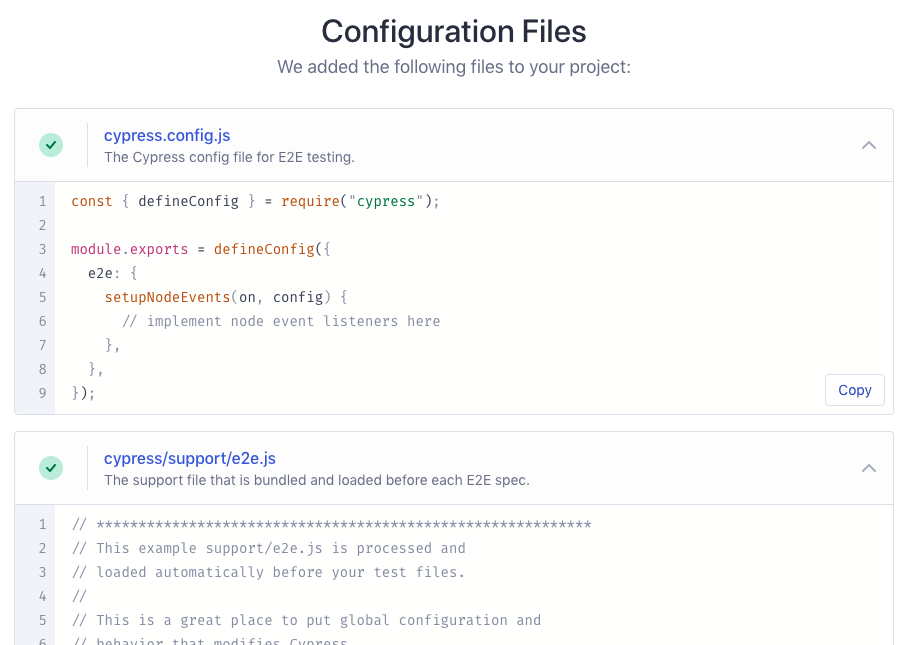 Configuration Files
We added the following files to your project:
cypress.config.js
The Cypress config file for E2E testing.
1 const { defineConfig } = require("cypress");
2
3 module.exports = defineConfig({
4   e2e: {
5     setupNodeEvents(on, config) {
6       // implement node event listeners here
7     },
8   },
9 });
Copy
cypress/support/e2e.js
The support file that is bundled and loaded before each E2E spec.
1 // ***********************************************************
2 // This example support/e2e.js is processed and
3 // loaded automatically before your test files.
4 //
5 // This is a great place to put global configuration and
6 // behavior that modifies Cypress